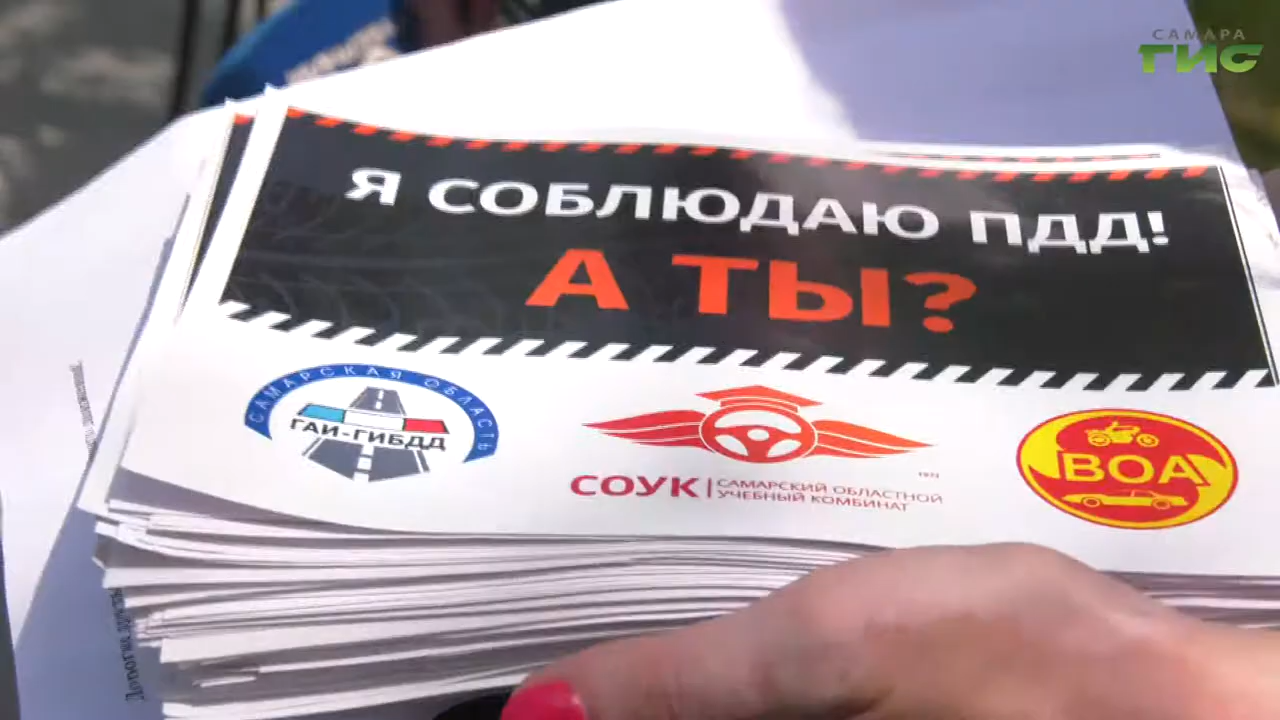 САМАРА
ГИС
Я СОБЛЮДАЮ ПДД!
А ТЫ?
САМАРСКАЯ ОБЛАСТЬ
ГАИ-ГИБДД
СОУК
САМАРСКИЙ ОБЛАСТНОЙ
УЧЕБНЫЙ КОМБИНАТ
ВОА